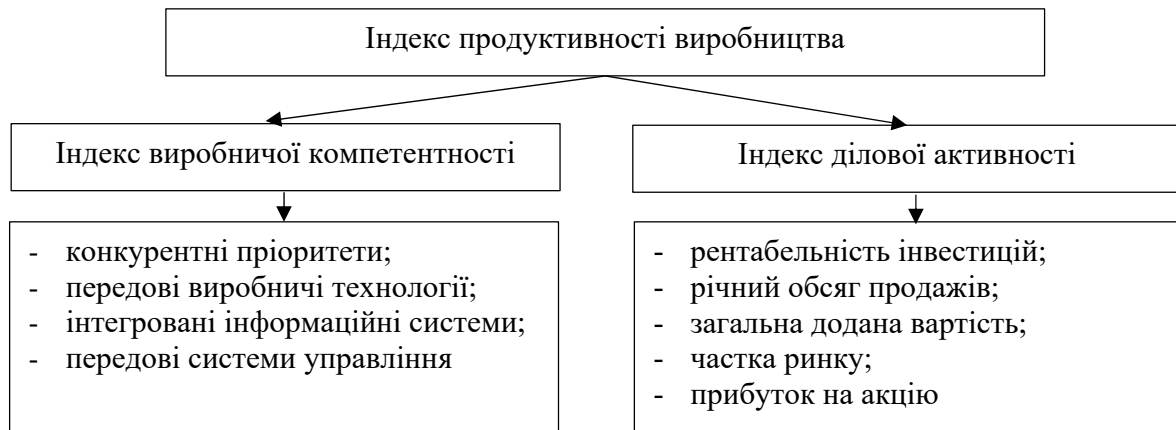 Індекс продуктивності виробництва
Індекс виробничої компетентності
- конкурентні пріоритети;
- передові виробничі технології;
- інтегровані інформаційні системи;
- передові системи управління
Індекс ділової активності
- рентабельність інвестицій;
- річний обсяг продажів;
- загальна додана вартість;
- частка ринку;
- прибуток на акцію